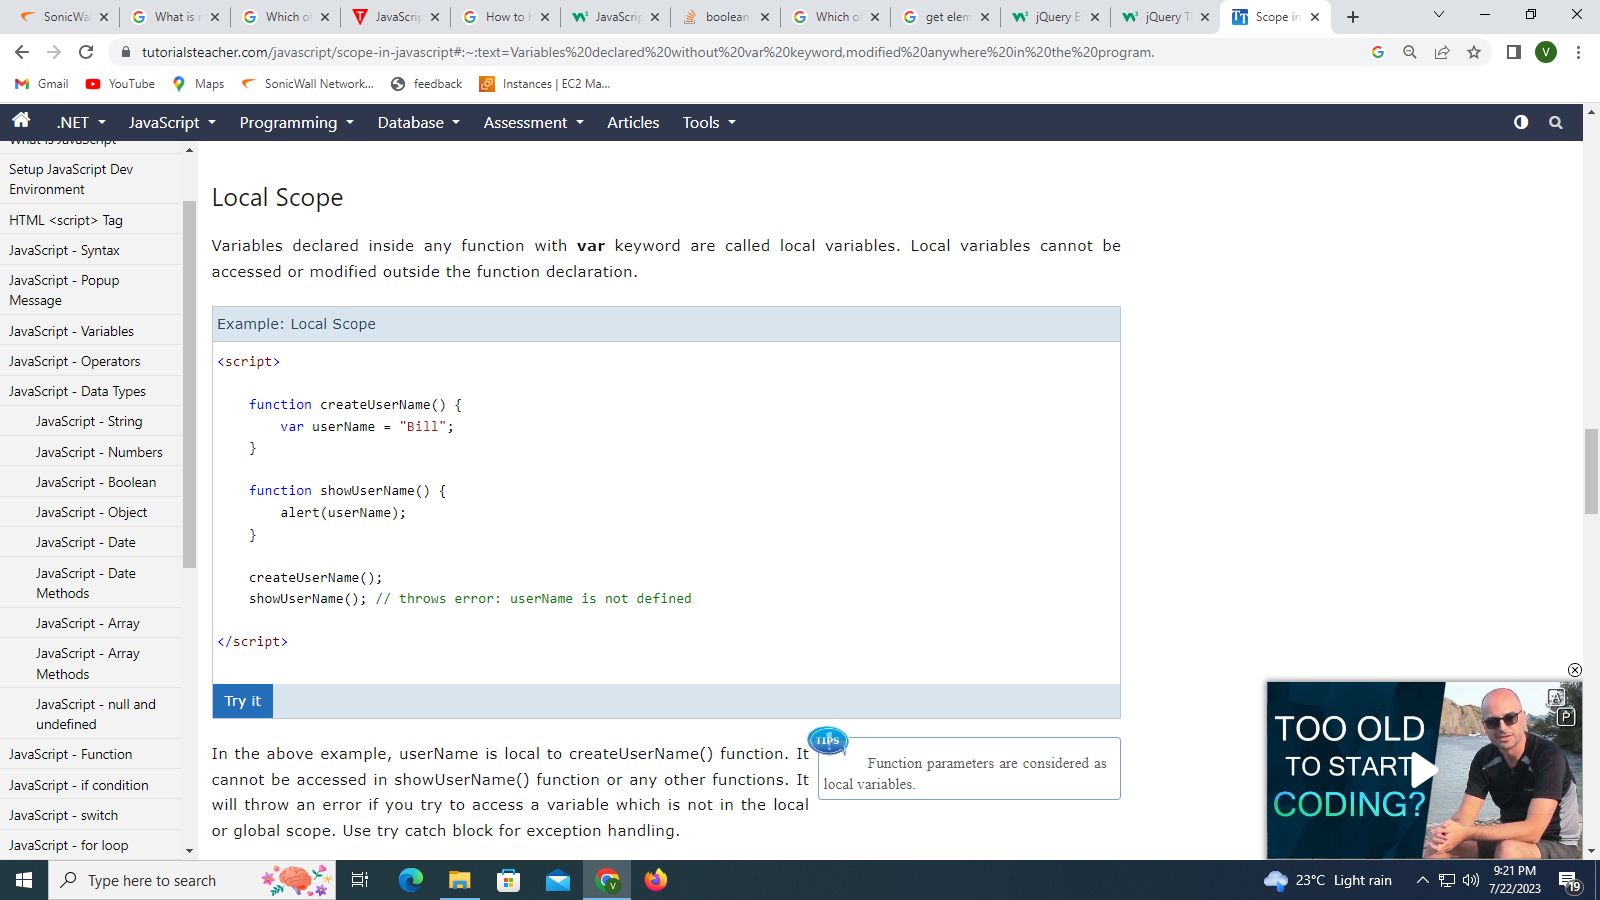 SonicWa
What is r
Which of
JavaScrip
How to l
JavaScrip
boolean
Which of
get elem
jQuery E
jQuery T
Scope in
tutorialsteacher.com/javascript/scope-in-javascript#:~:text=Variables%20declared%20without%20var%20keyword,modified%20anywhere%20in%20the%20program.
V
Gmail
YouTube
Maps
SonicWall Network...
feedback
Instances | EC2 Ma...
.NET
JavaScript
Programming
Database
Assessment
Articles
Tools
What is JavaScript
Setup JavaScript Dev
Environment
HTML <script> Tag
JavaScript - Syntax
JavaScript - Popup
Message
JavaScript - Variables
JavaScript - Operators
JavaScript - Data Types
JavaScript - String
JavaScript - Numbers
JavaScript - Boolean
JavaScript - Object
JavaScript - Date
JavaScript - Date
Methods
JavaScript - Array
JavaScript - Array
Methods
JavaScript - null and
undefined
JavaScript - Function
JavaScript - if condition
JavaScript - switch
JavaScript - for loop
Local Scope
Variables declared inside any function with var keyword are called local variables. Local variables cannot be
accessed or modified outside the function declaration.
Example: Local Scope
<script>
function createUserName() {
var userName = "Bill";
}
function showUserName() {
alert(userName);
}
createUserName();
showUserName(); // throws error: userName is not defined
</script>
Try it
In the above example, userName is local to createUserName() function. It
cannot be accessed in showUserName() function or any other functions. It
will throw an error if you try to access a variable which is not in the local
or global scope. Use try catch block for exception handling.
TIPS
Function parameters are considered as
local variables.
TOO OLD
TO START
CODING?
Type here to search
23°C Light rain
9:21 PM
7/22/2023
19